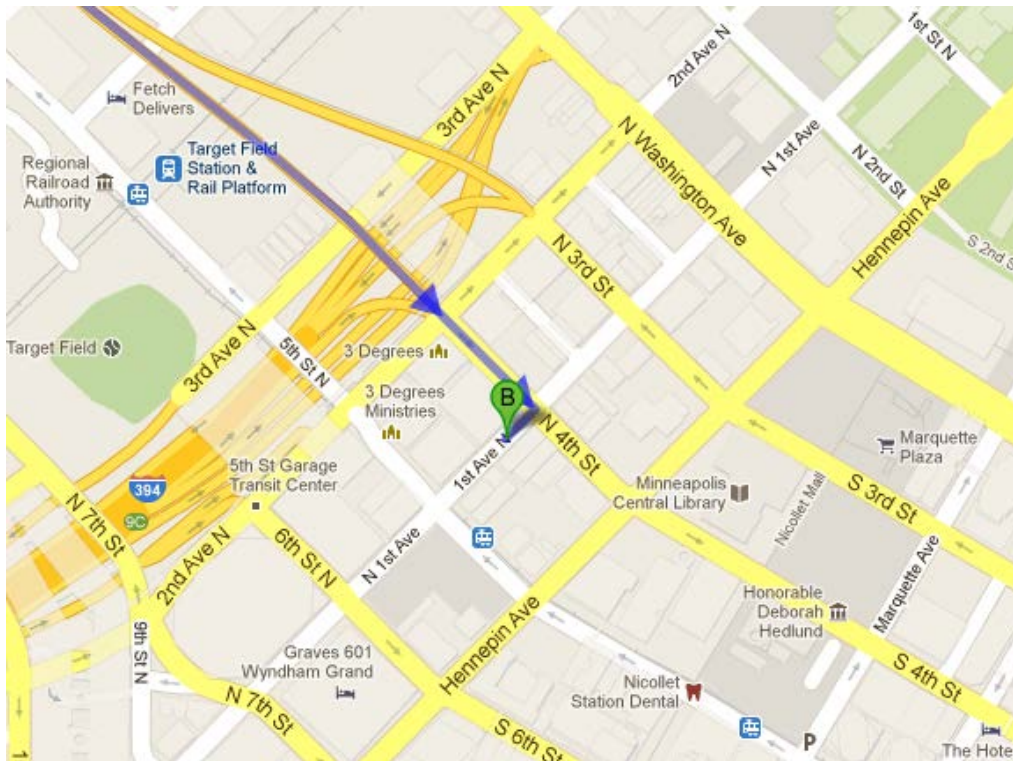 1st St N
2nd Ave N
3rd Ave N
Fetch
Delivers
N Washington Ave
N 1st Ave
N 2nd St
Target Field
Station &
Rail Platform
Regional
Railroad
Authority
Hennepin Ave
S 2nd S
N 3rd St
Target Field
3rd Ave N
5th St N
3 Degrees
3 Degrees
Ministries
B
N 4th St
1st Ave N
Marquette
Plaza
5th St Garage
Transit Center
394
9C
N 7th St
Minneapolis
Central Library
Nicollet Mall
S 3rd St
2nd Ave N
6th St N
N 1st Ave
Marquette Ave
Honorable
Deborah
Hedlund
Hennepin Ave
9th St N
Graves 601
Wyndham Grand
N 7th St
Nicollet
Station Dental
S 4th St
S 6th St
P
The Hote
1